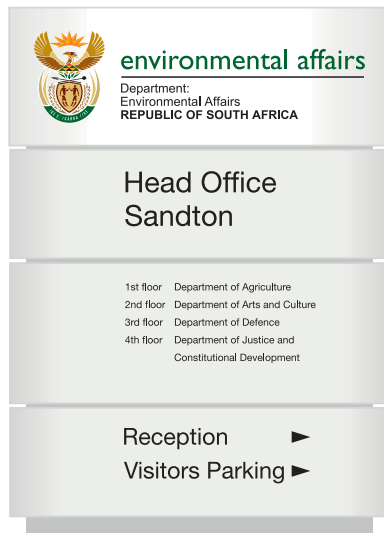 environmental affairs
Department:
Environmental Affairs
REPUBLIC OF SOUTH AFRICA
Head Office
Sandton
1st floor Department of Agriculture
2nd floor Department of Arts and Culture
3rd floor Department of Defence
4th floor Department of Justice and
Constitutional Development
Reception ►
Visitors Parking ►